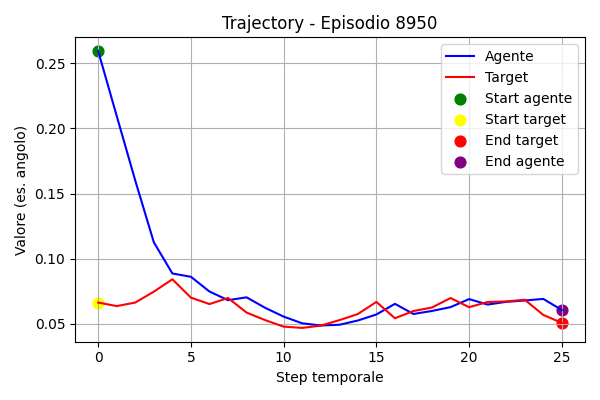 Trajectory - Episodio 8950
Valore (es. angolo)
0.25
0.20
0.15
0.10
0.05
0
5
10
15
20
25
Step temporale
Agente
Target
Start agente
Start target
End target
End agente